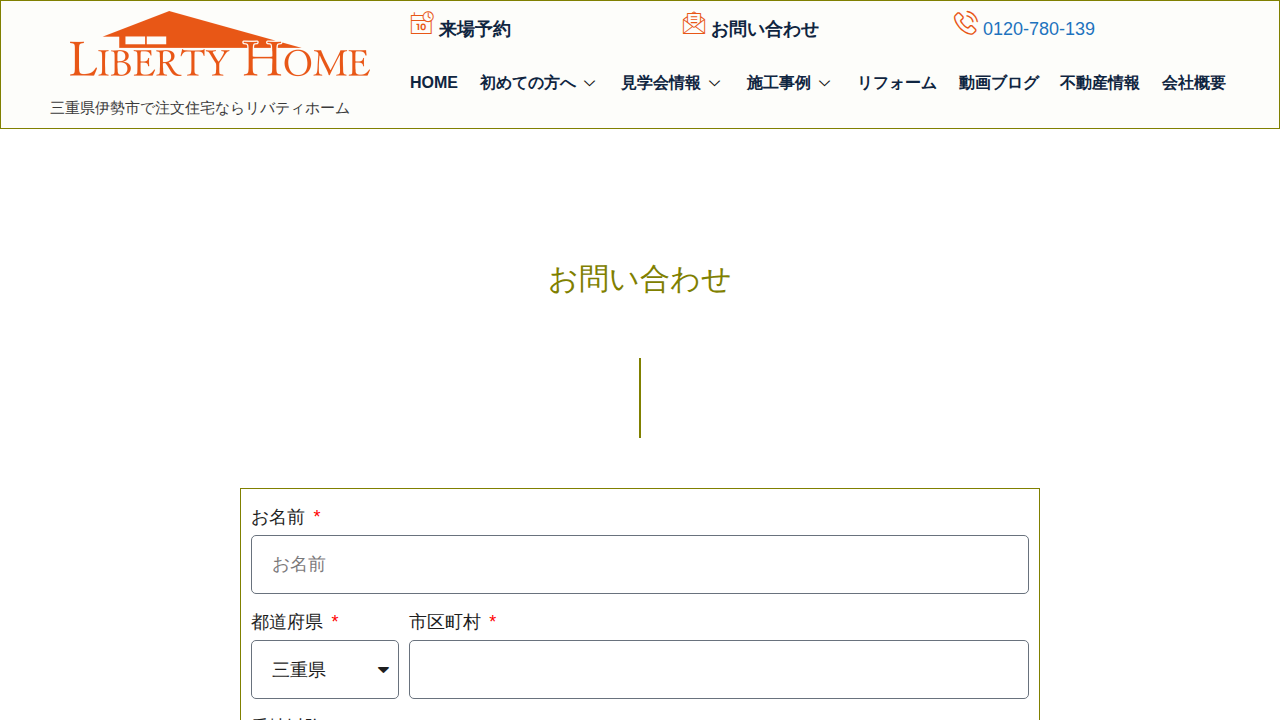 LIBERTY HOME
三重県伊勢市で注文住宅ならリバティホーム
来場予約
お問い合わせ
0120-780-139
HOME 初めての方へ 見学会情報 施工事例 リフォーム 動画ブログ 不動産情報 会社概要
お問い合わせ
お名前 *
お名前
都道府県 * 市区町村 *
三重県